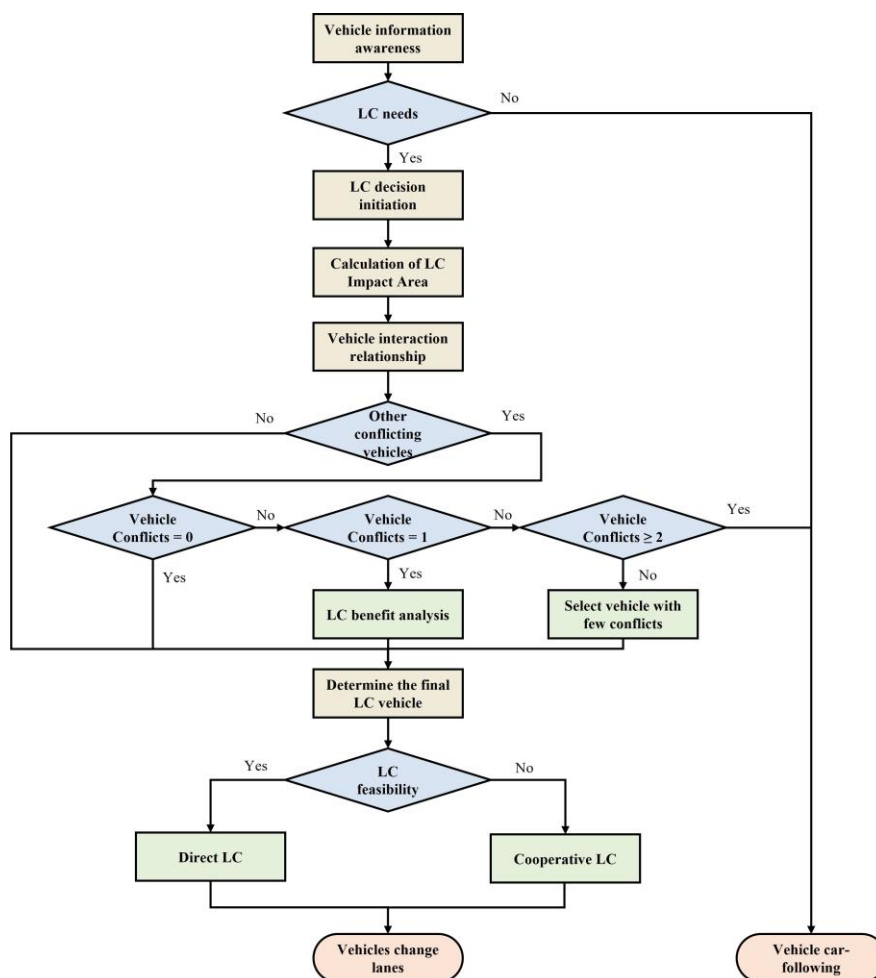 Vehicle information
awareness
LC needs
No
Yes
LC decision
initiation
Calculation of LC
Impact Area
Vehicle interaction
relationship
No
Other
conflicting
vehicles
Yes
Vehicle
Conflicts = 0
No
Vehicle
Conflicts = 1
No
Vehicle
Conflicts ≥ 2
Yes
Yes
Yes
No
LC benefit analysis
Select vehicle with
few conflicts
Determine the final
LC vehicle
Yes
LC
feasibility
No
Direct LC
Cooperative LC
Vehicles change
lanes
Vehicle car-
following